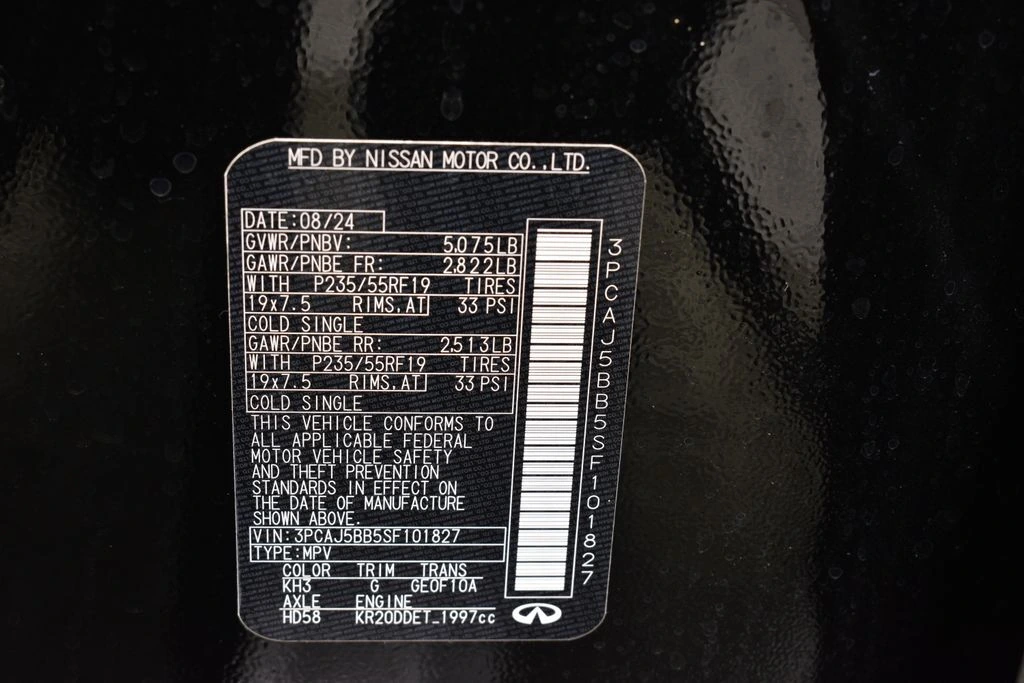 MFD BY NISSAN MOTOR CO.,LTD.
DATE:08/24
GVWR/PNBV: 5.075LB
GAWR/PNBE FR: 2.822LB
WITH P235/55RF19 TIRES
19x7.5 RIMS,AT 33 PSI
COLD SINGLE
GAWR/PNBE RR: 2.513LB
WITH P235/55RF19 TIRES
19x7.5 RIMS,AT 33 PSI
COLD SINGLE
THIS VEHICLE CONFORMS TO
ALL APPLICABLE FEDERAL
MOTOR VEHICLE SAFETY
AND THEFT PREVENTION
STANDARDS IN EFFECT ON
THE DATE OF MANUFACTURE
SHOWN ABOVE.
VIN:3PCAJ5BB5SF101827
TYPE:MPV
COLOR TRIM TRANS
KH3 G GE0F10A
AXLE ENGINE
HD58 KR20DDET_1997cc
3PCAJ5BB5SF101827